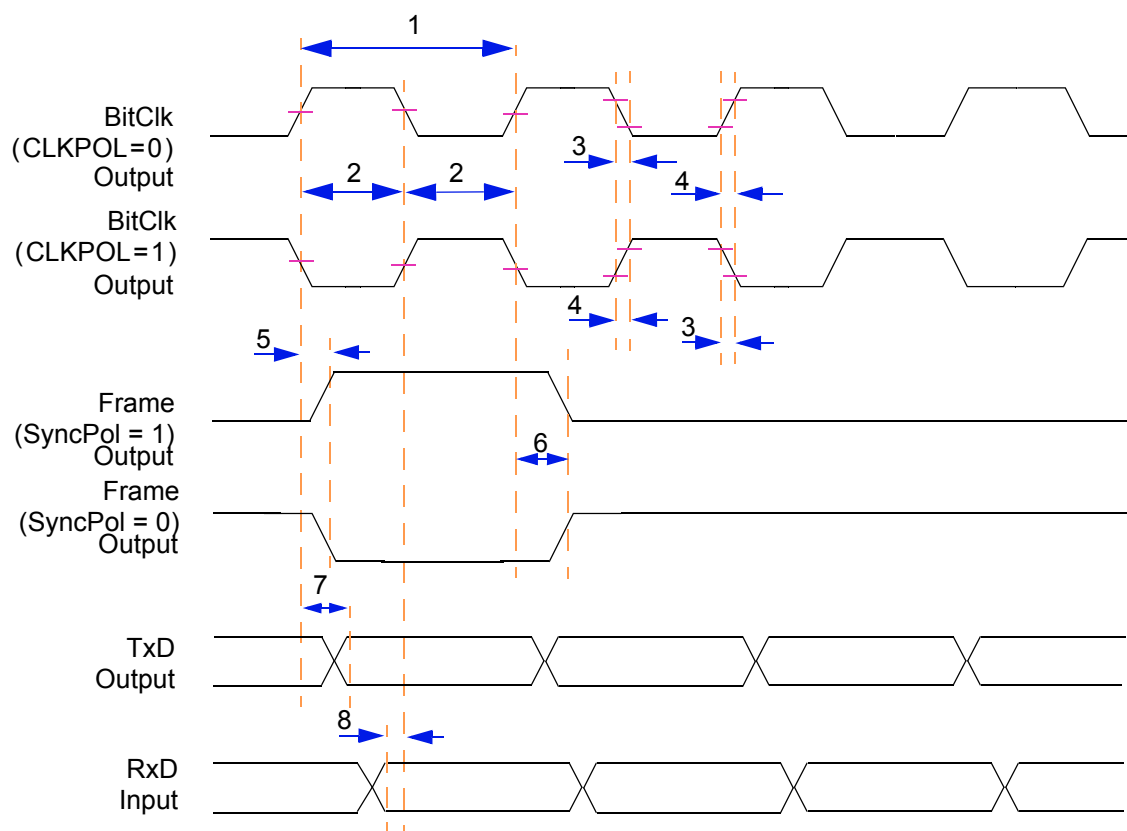 1
BitClk
(CLKPOL=0)
Output
3
4
2 2
BitClk
(CLKPOL=1)
Output
4
3
5
Frame
(SyncPol = 1)
Output
6
Frame
(SyncPol = 0)
Output
7
TxD
Output
8
RxD
Input